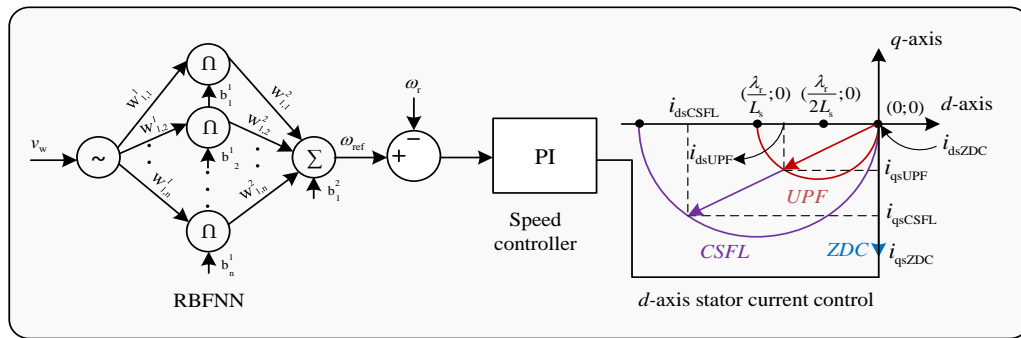 v_w
~
W^1_{1,1}
W^1_{1,2}
W^1_{1,n}
∩
b^1_1
∩
b^1_2
∩
b^1_n
W^2_{1,1}
W^2_{1,2}
W^2_{1,n}
Σ
b^2_1
RBFNN
ω_ref
ω_r
+
−
PI
Speed
controller
q-axis
i_dsCSFL
(λ_r/L_s;0)
(λ_r/2L_s;0)
(0;0)
d-axis
i_dsUPF
i_dsZDC
i_qsUPF
UPF
i_qsCSFL
CSFL
ZDC
i_qsZDC
d-axis stator current control